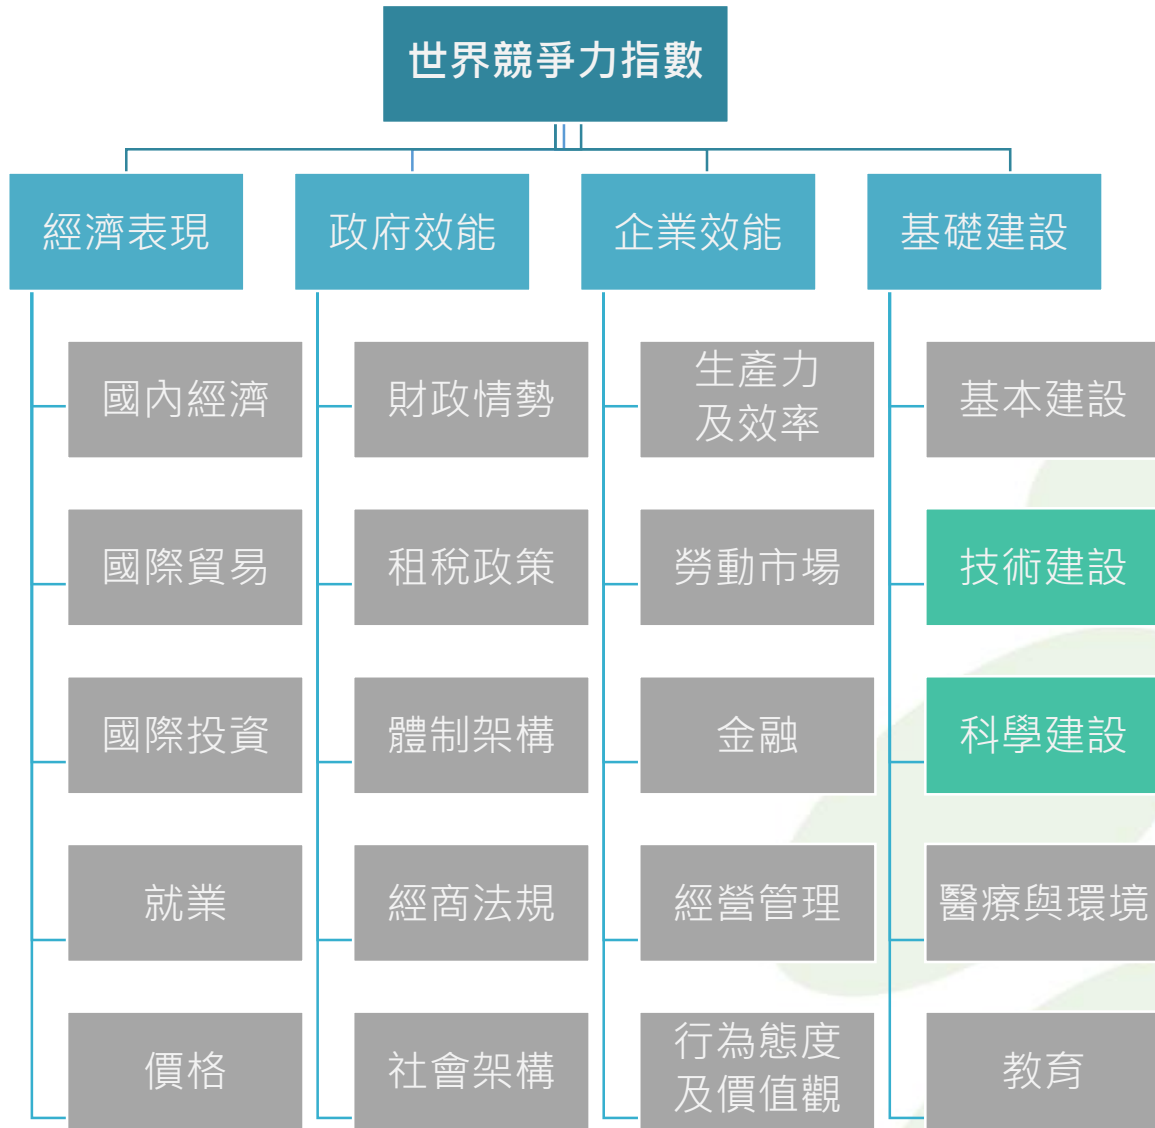 世界競爭力指數
經濟表現
國內經濟
國際貿易
國際投資
就業
價格
政府效能
財政情勢
租稅政策
體制架構
經商法規
社會架構
企業效能
生產力
及效率
勞動市場
金融
經營管理
行為態度
及價值觀
基礎建設
基本建設
技術建設
科學建設
醫療與環境
教育